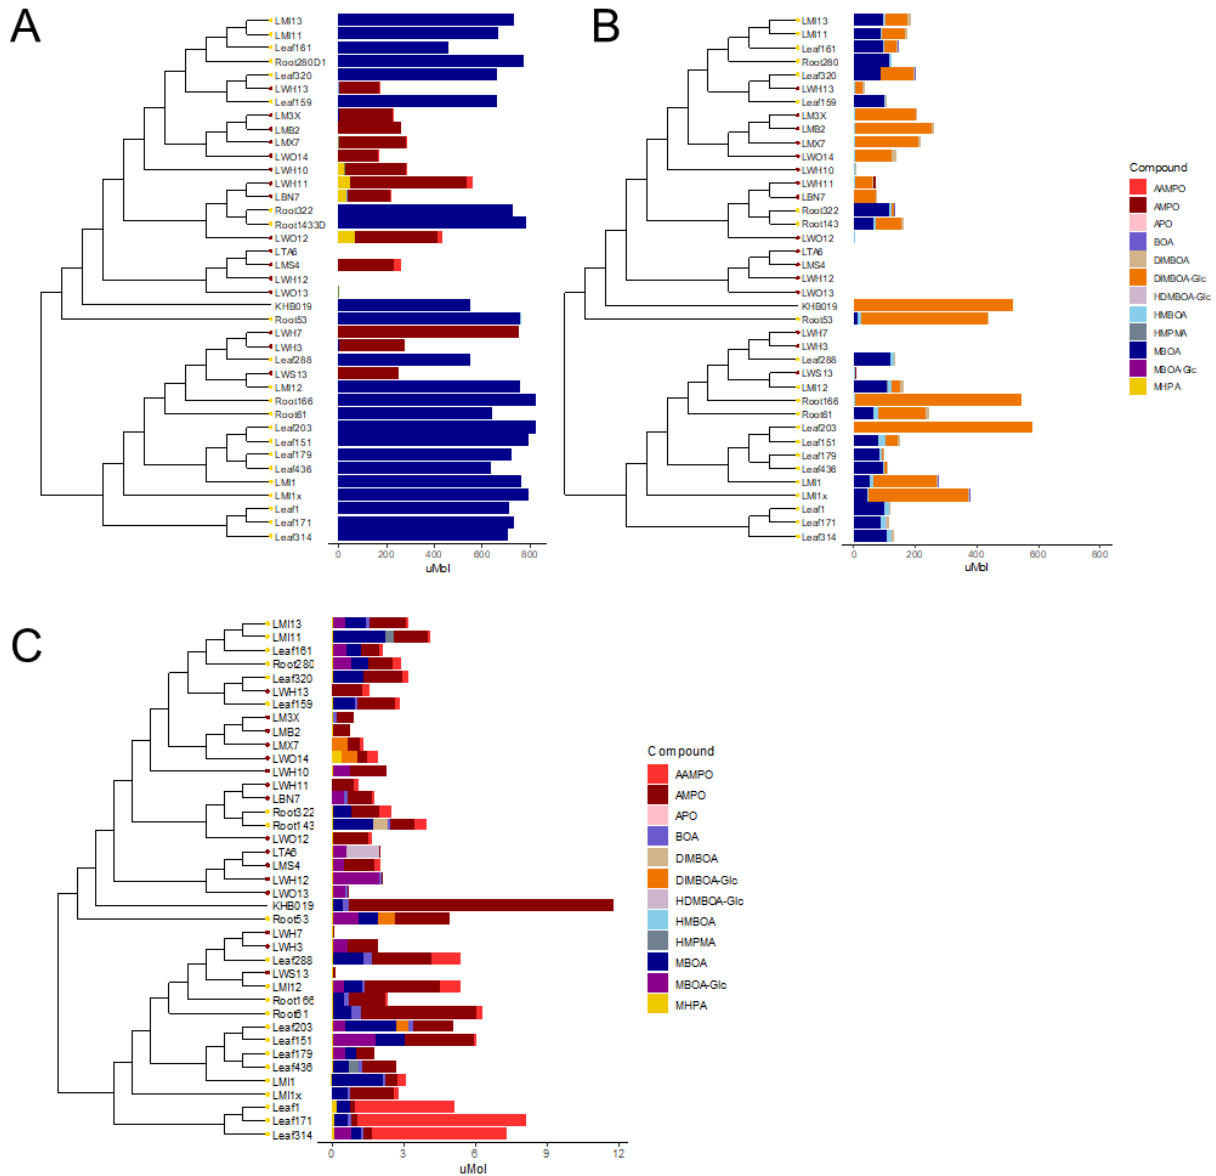 A
LMI13
LMI11
Leaf161
Root280D1
Leaf320
LWH13
Leaf159
LM3X
LMB2
LMX7
LWO14
LWH10
LWH11
LBN7
Root322
Root1433D
LWO12
LTA6
LMS4
LWH12
LWO13
KHB019
Root53
LWH7
LWH3
Leaf288
LWS13
LMI12
Root166
Root61
Leaf203
Leaf151
Leaf179
Leaf436
LMI1
LMI1x
Leaf1
Leaf171
Leaf314
0 200 400 600 800
uMol
B
LMI13
LMI11
Leaf161
Root280
Leaf320
LWH13
Leaf159
LM3X
LMB2
LMX7
LWO14
LWH10
LWH11
LBN7
Root322
Root143
LWO12
LTA6
LMS4
LWH12
LWO13
KHB019
Root53
LWH7
LWH3
Leaf288
LWS13
LMI12
Root166
Root61
Leaf203
Leaf151
Leaf179
Leaf436
LMI1
LMI1x
Leaf1
Leaf171
Leaf314
0 200 400 600 800
uMol
Compound
AAMPO
AMPO
APO
BOA
DIMBOA
DIMBOA-Glc
HDMBOA-Glc
HMBOA
HMPMA
MBOA
MBOA-Glc
MHPA
C
LMI13
LMI11
Leaf161
Root280
Leaf320
LWH13
Leaf159
LM3X
LMB2
LMX7
LWO14
LWH10
LWH11
LBN7
Root322
Root143
LWO12
LTA6
LMS4
LWH12
LWO13
KHB019
Root53
LWH7
LWH3
Leaf288
LWS13
LMI12
Root166
Root61
Leaf203
Leaf151
Leaf179
Leaf436
LMI1
LMI1x
Leaf1
Leaf171
Leaf314
0 3 6 9 12
uMol
Compound
AAMPO
AMPO
APO
BOA
DIMBOA
DIMBOA-Glc
HDMBOA-Glc
HMBOA
HMPMA
MBOA
MBOA-Glc
MHPA